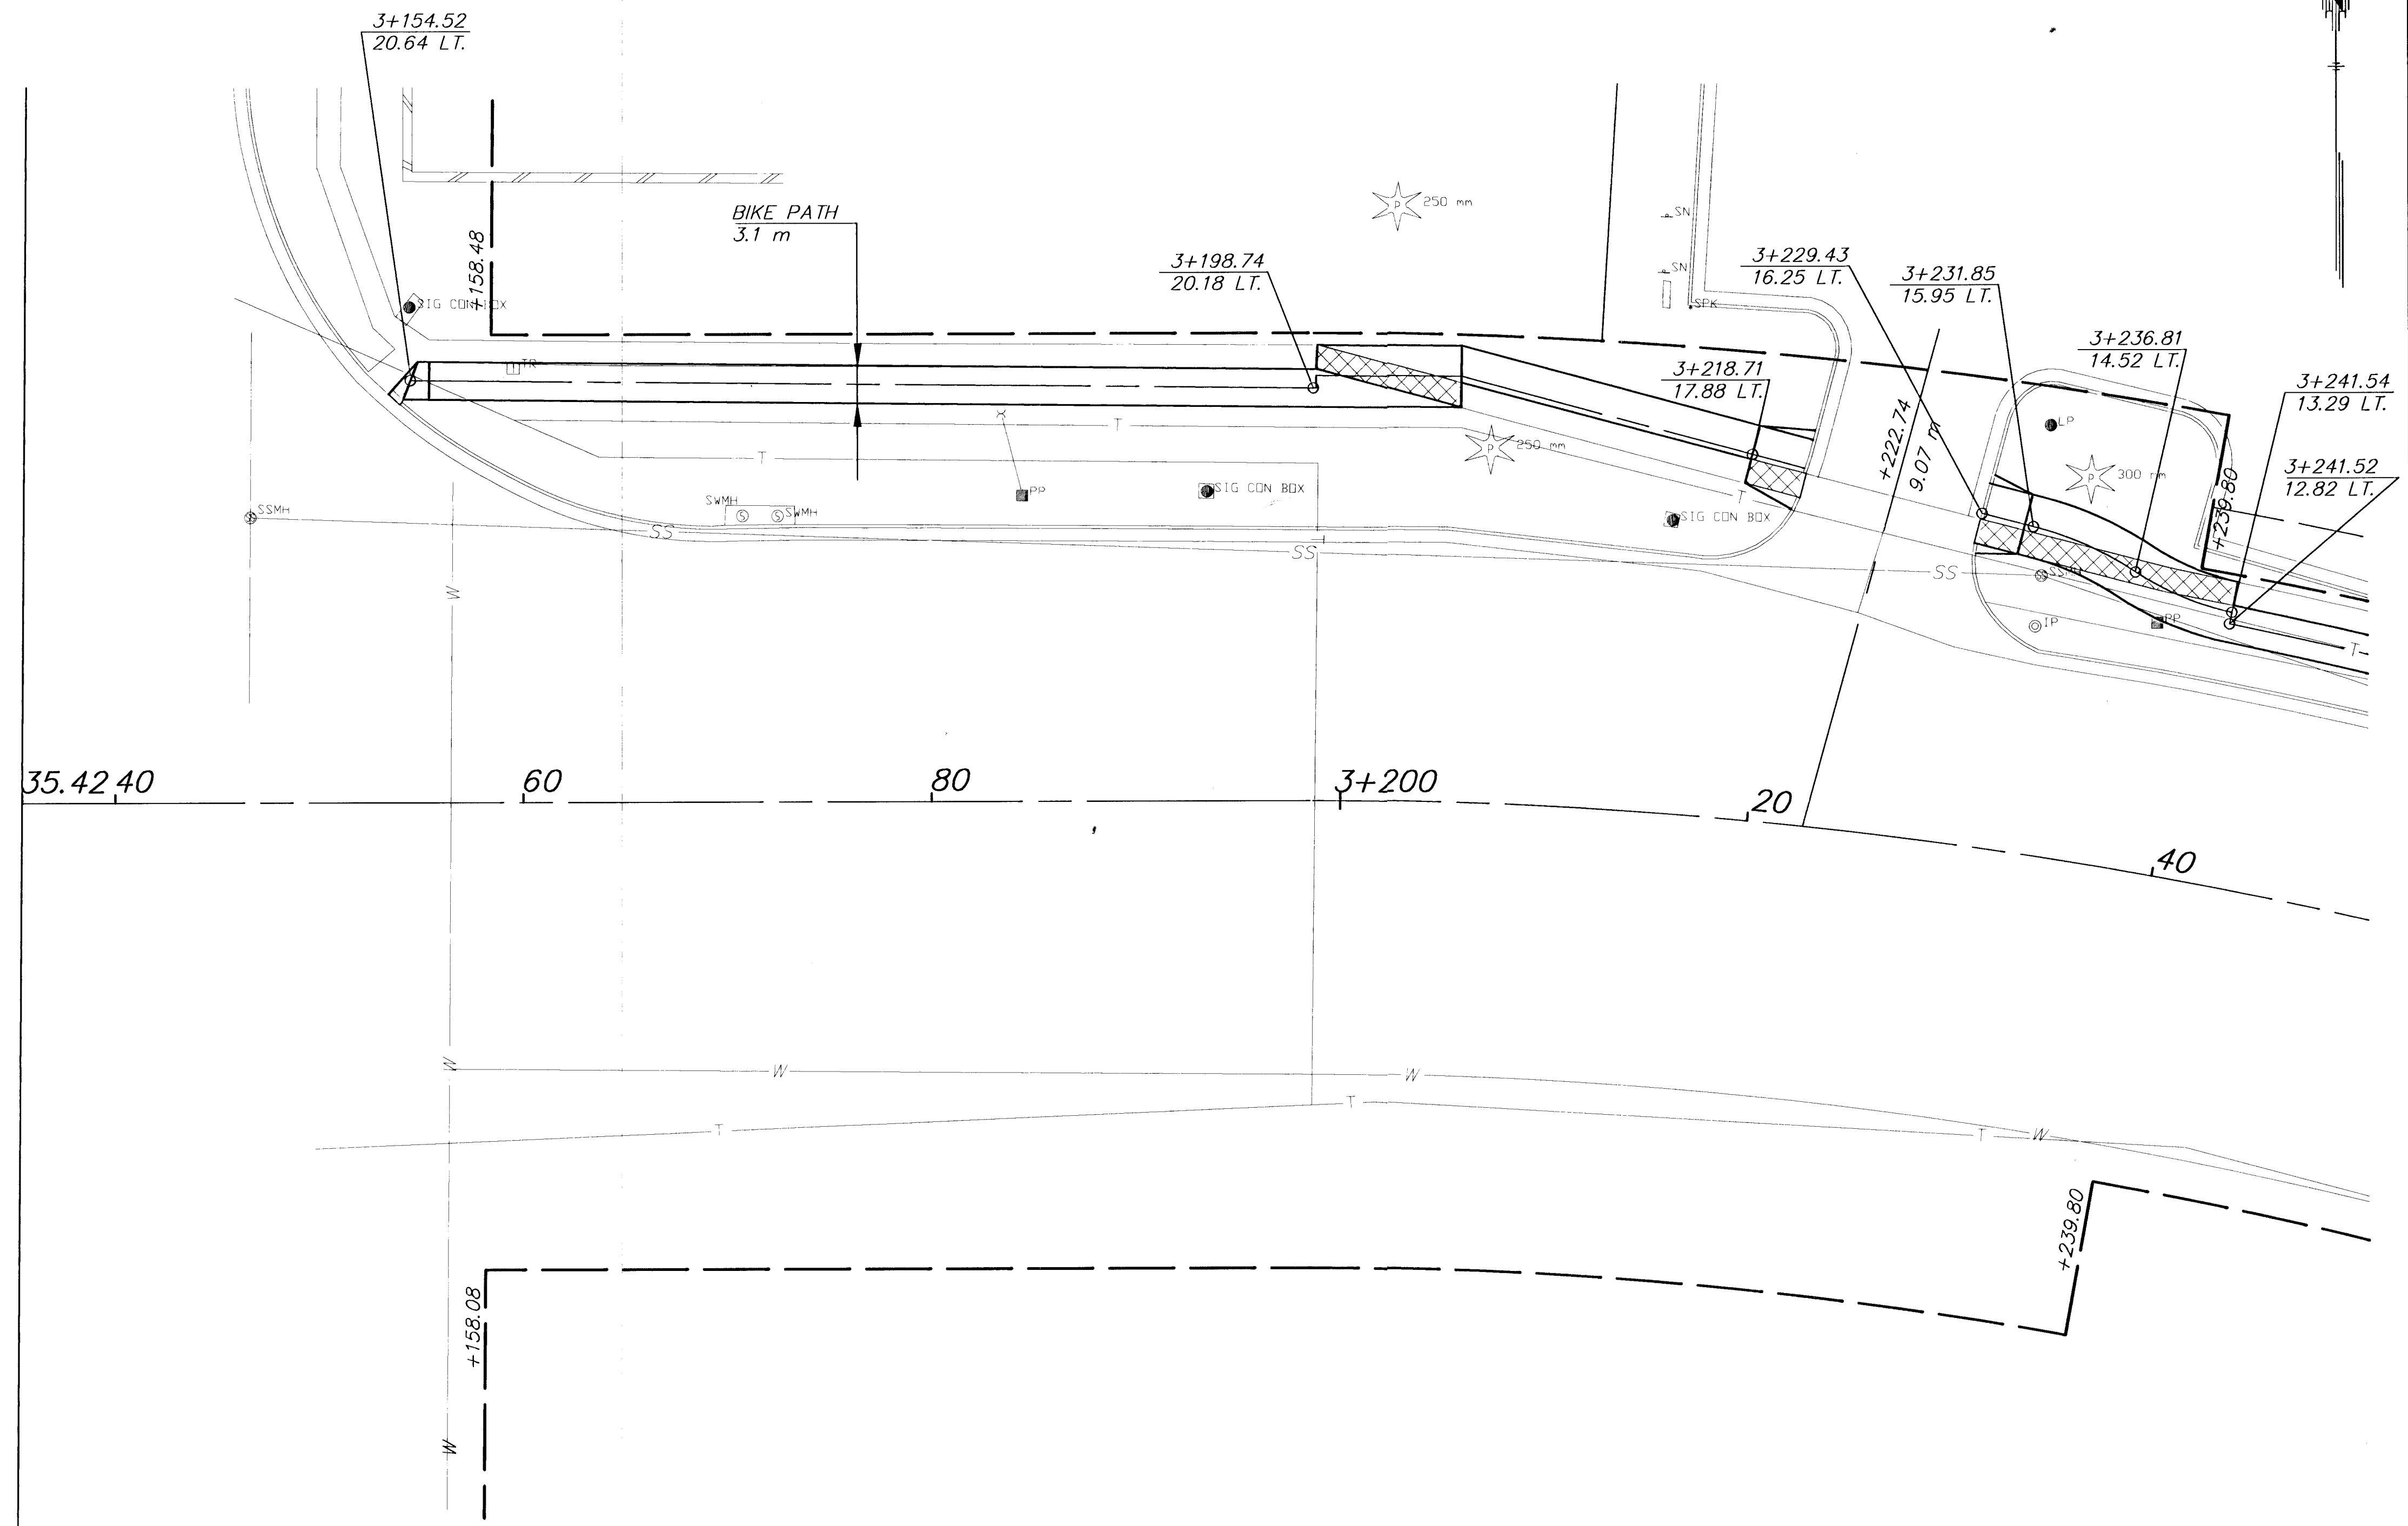 3+154.52
20.64 LT.
BIKE PATH
3.1 m
250 mm
P
SN
SN
SPK
+158.48
SIG CON BOX
3+198.74
20.18 LT.
3+229.43
16.25 LT.
3+231.85
15.95 LT.
3+236.81
14.52 LT.
3+241.54
13.29 LT.
3+241.52
12.82 LT.
3+218.71
17.88 LT.
TR
T
T
P
250 mm
T
+222.74
9.07 m
LP
P
300 mm
+239.80
SSMH
SWMH
S
S
SWMH
PP
SIG CON BOX
SIG CON BOX
SS
SS
SS
SSMH
IP
PP
T
W
35.42
40
60
80
3+200
20
40
W
W
W
T
T
T
W
+239.80
+158.08
W